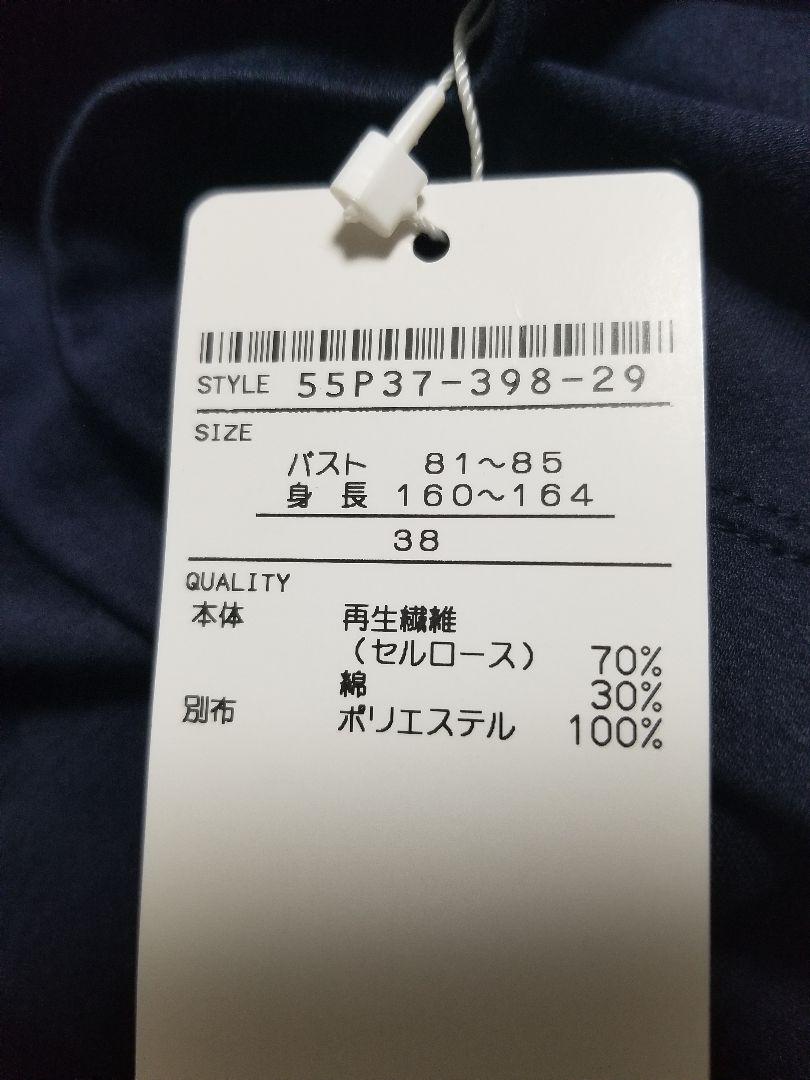 STYLE 55P37-398-29
SIZE
バスト 81～85
身長 160～164
38
QUALITY
本体 再生繊維
（セルロース） 70%
綿 30%
別布 ポリエステル 100%